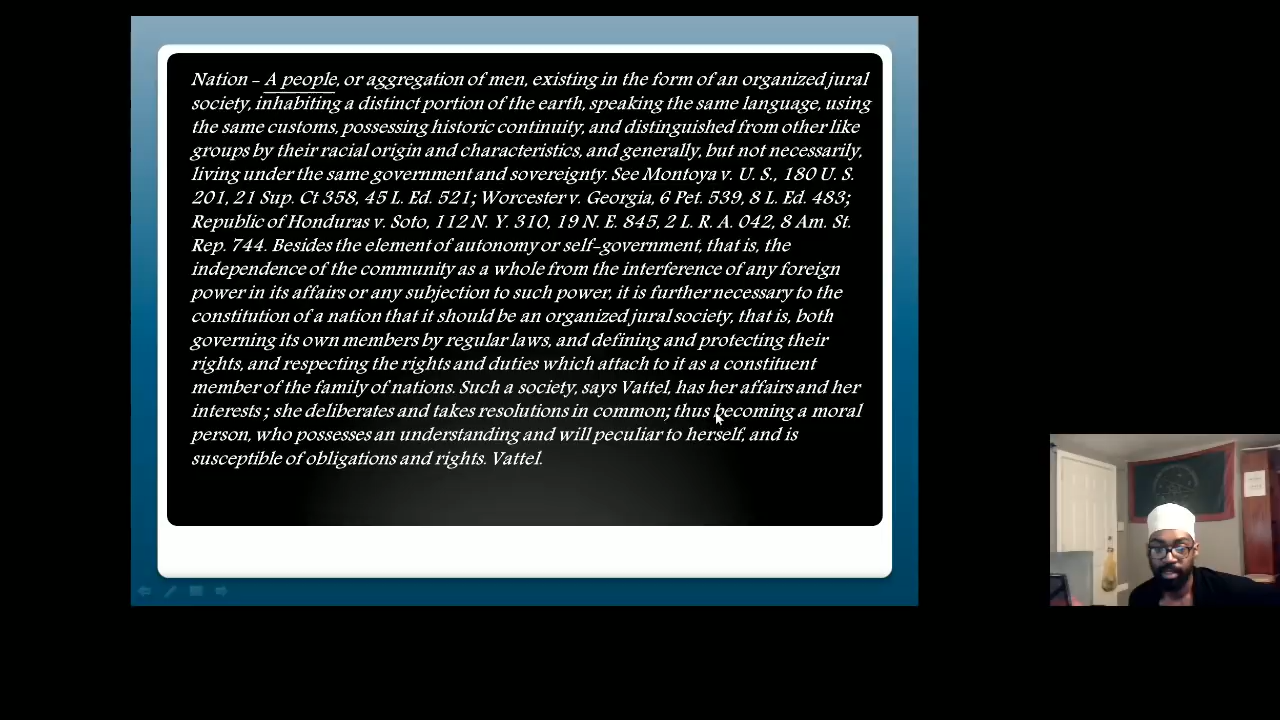 Nation - A people, or aggregation of men, existing in the form of an organized jural
society, inhabiting a distinct portion of the earth, speaking the same language, using
the same customs, possessing historic continuity, and distinguished from other like
groups by their racial origin and characteristics, and generally, but not necessarily,
living under the same government and sovereignty. See Montoya v. U. S., 180 U. S.
201, 21 Sup. Ct 358, 45 L. Ed. 521; Worcester v. Georgia, 6 Pet. 539, 8 L. Ed. 483;
Republic of Honduras v. Soto, 112 N. Y. 310, 19 N. E. 845, 2 L. R. A. 042, 8 Am. St.
Rep. 744. Besides the element of autonomy or self-government, that is, the
independence of the community as a whole from the interference of any foreign
power in its affairs or any subjection to such power, it is further necessary to the
constitution of a nation that it should be an organized jural society, that is, both
governing its own members by regular laws, and defining and protecting their
rights, and respecting the rights and duties which attach to it as a constituent
member of the family of nations. Such a society, says Vattel, has her affairs and her
interests ; she deliberates and takes resolutions in common; thus becoming a moral
person, who possesses an understanding and will peculiar to herself, and is
susceptible of obligations and rights. Vattel.